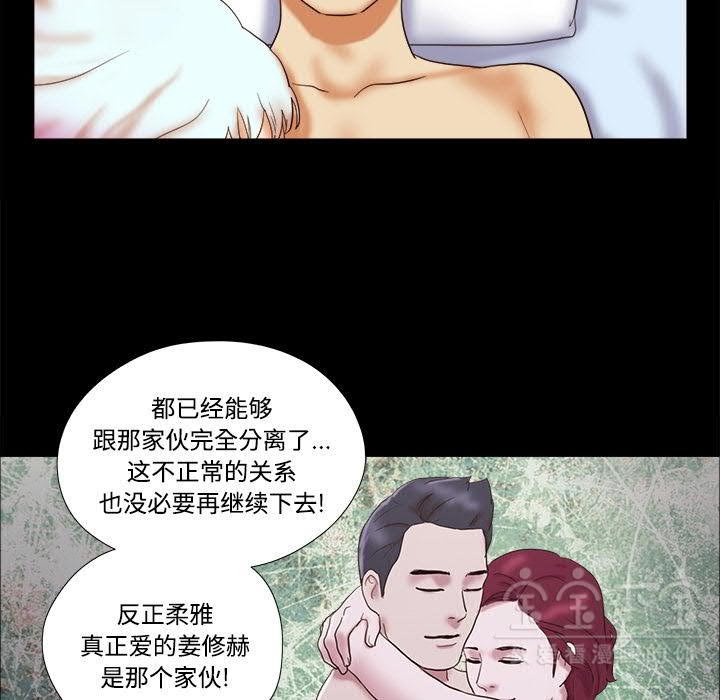 都已经能够
跟那家伙完全分离了...
这不正常的关系
也没必要再继续下去!
反正柔雅
真正爱的姜修赫
是那个家伙!